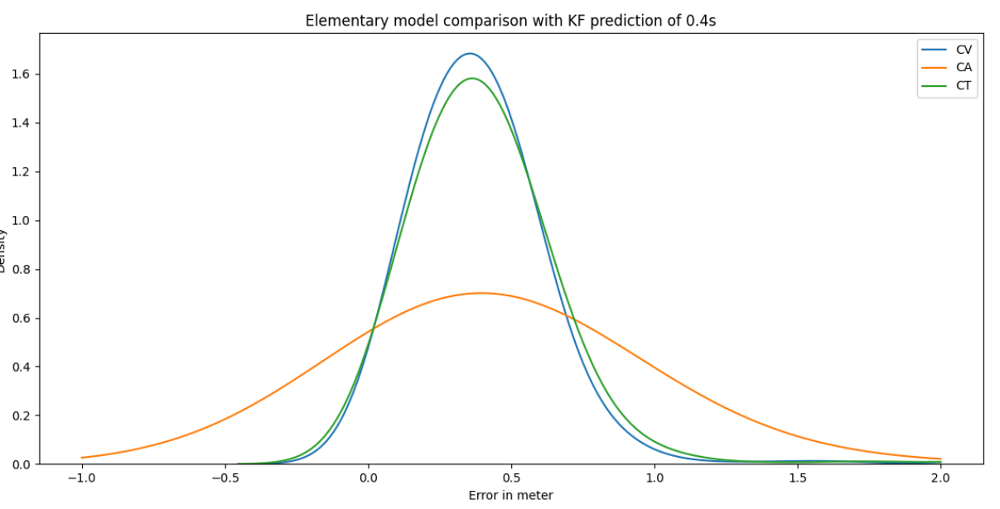 Elementary model comparison with KF prediction of 0.4s
CV
CA
CT
1.6
1.4
1.2
1.0
0.8
0.6
0.4
0.2
0.0
Density
−1.0
−0.5
0.0
0.5
1.0
1.5
2.0
Error in meter